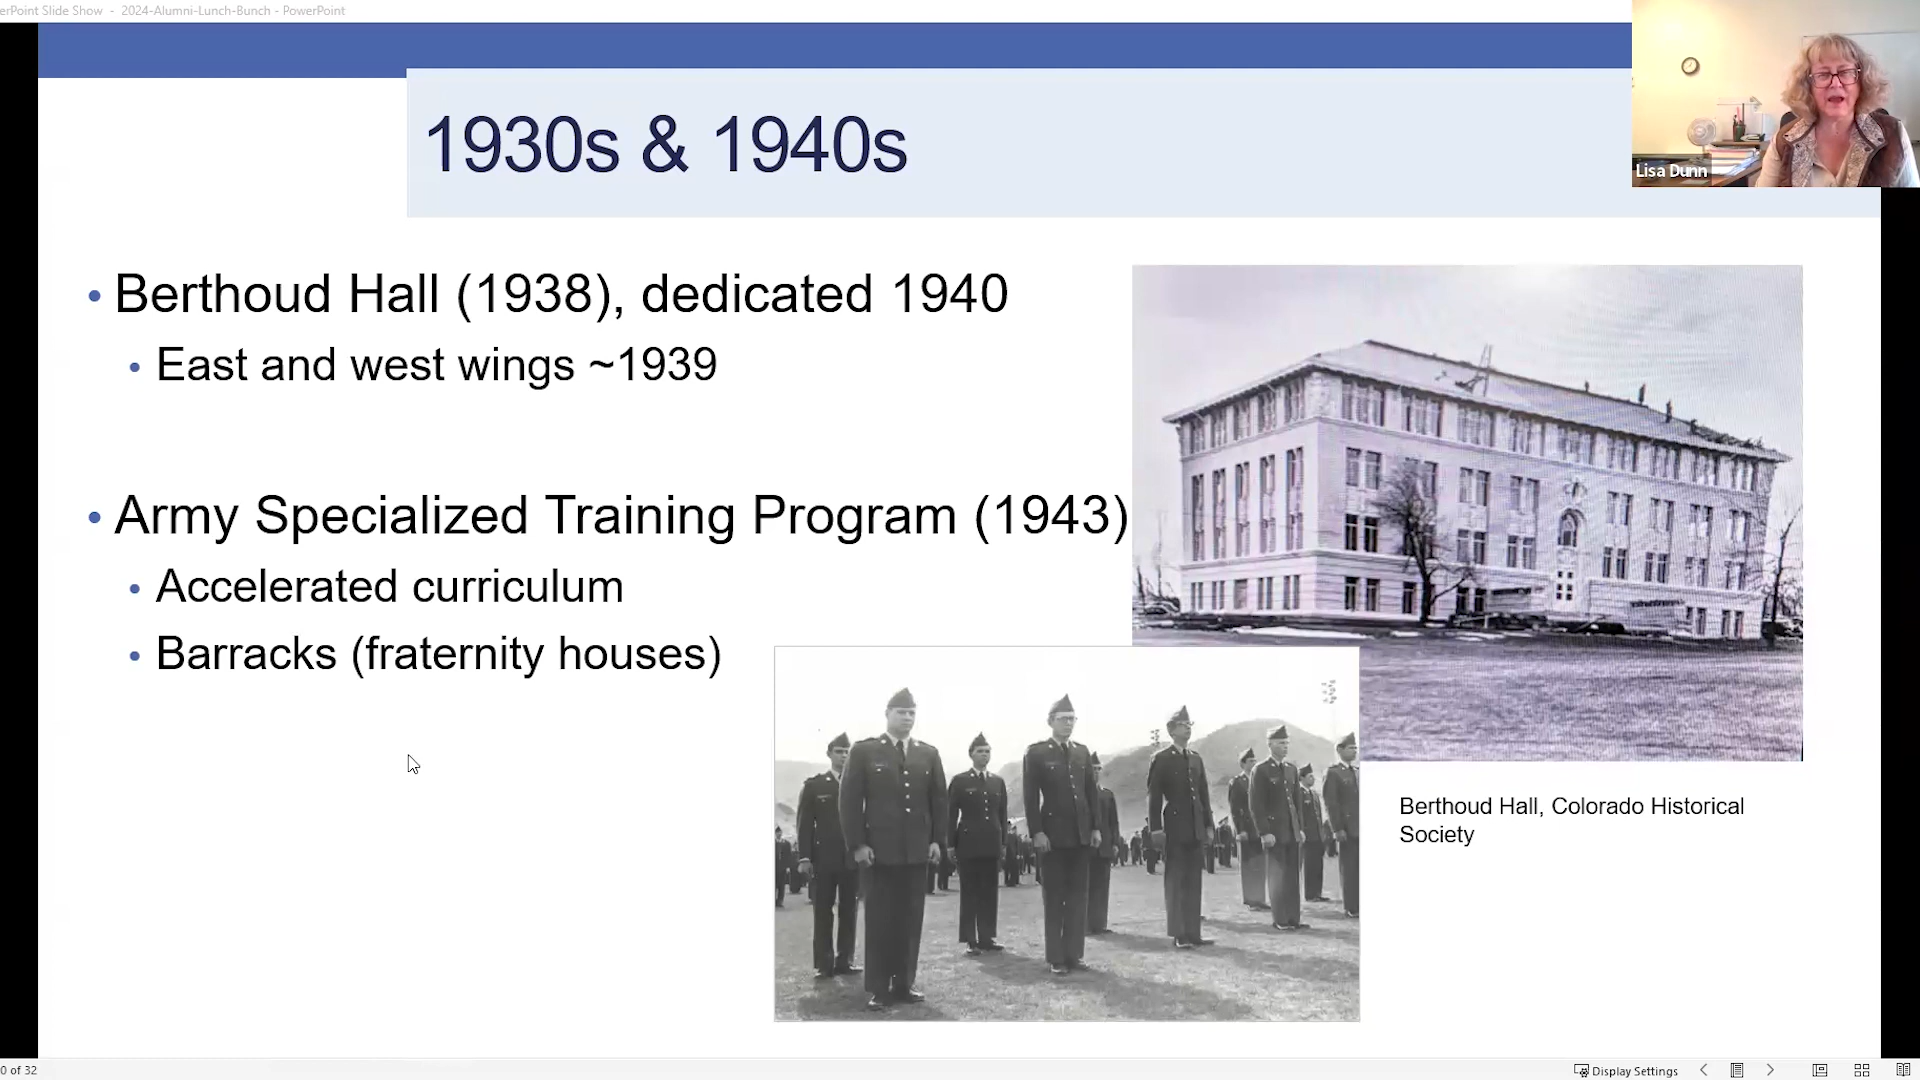 erPoint Slide Show - 2024-Alumni-Lunch-Bunch - PowerPoint
Lisa Dunn
1930s & 1940s
• Berthoud Hall (1938), dedicated 1940
• East and west wings ~1939
• Army Specialized Training Program (1943)
• Accelerated curriculum
• Barracks (fraternity houses)
Berthoud Hall, Colorado Historical
Society
0 of 32
Display Settings